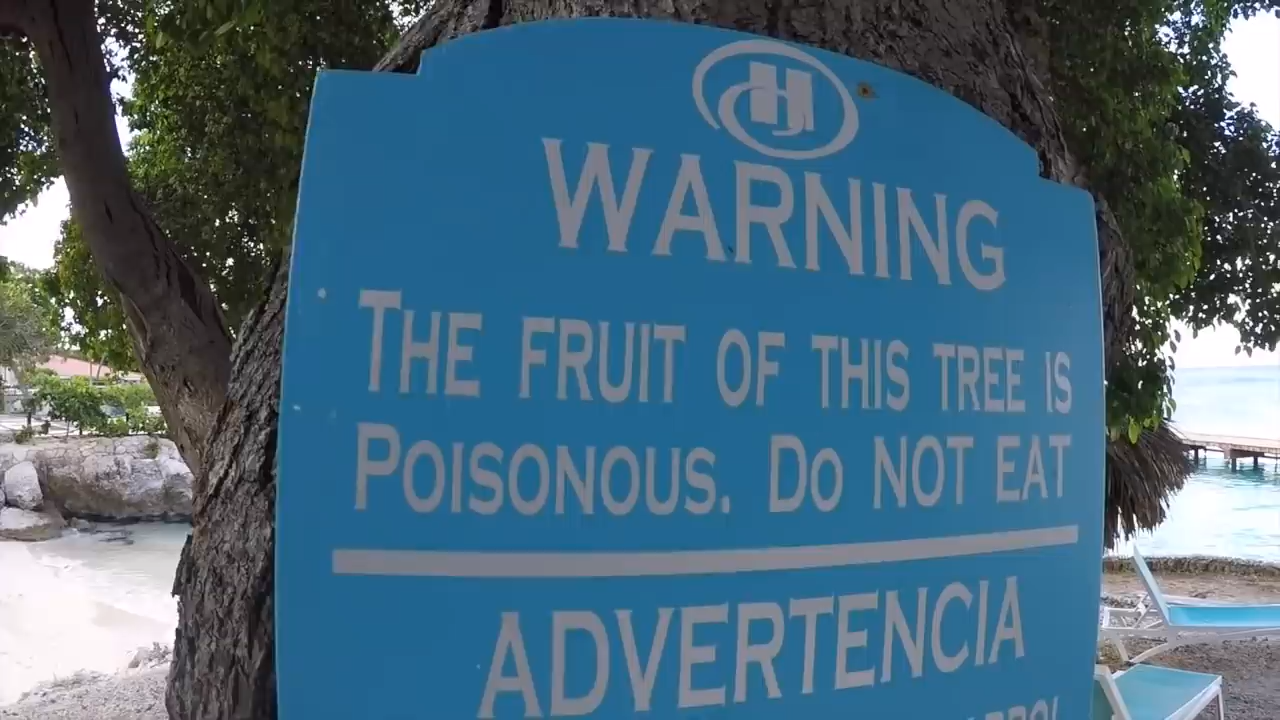 WARNING
THE FRUIT OF THIS TREE IS
POISONOUS. DO NOT EAT
ADVERTENCIA